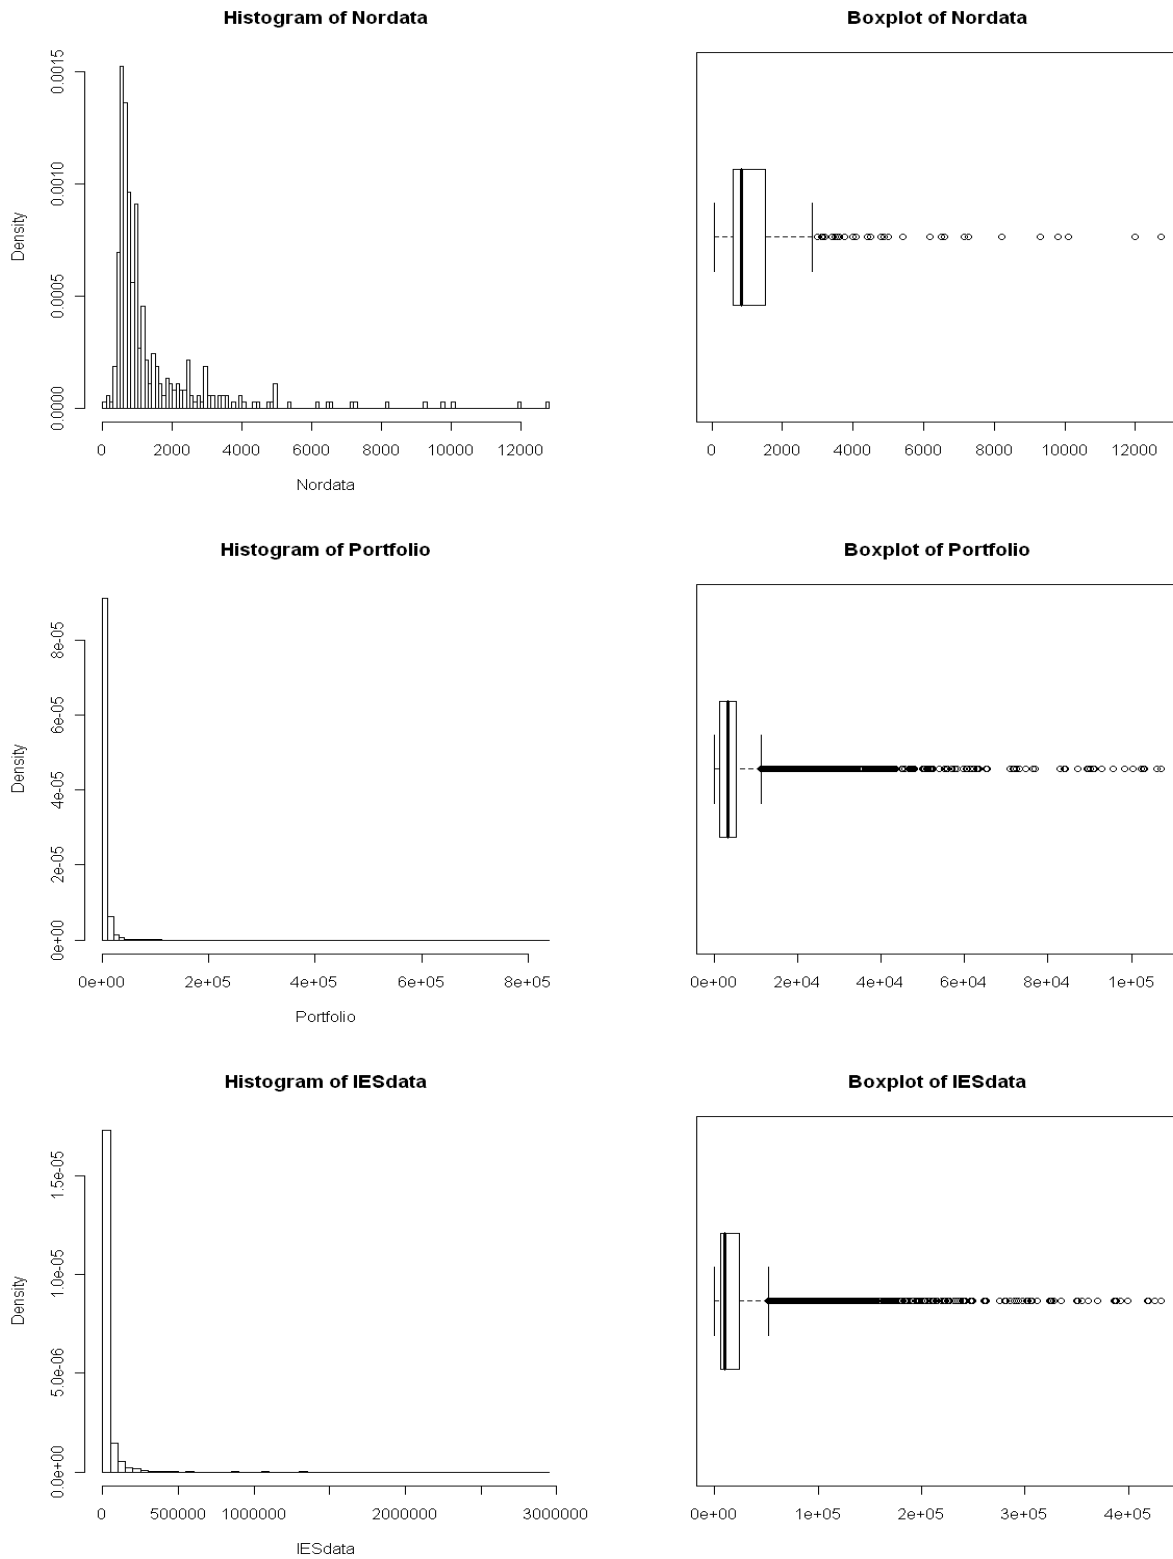 Histogram of Nordata
Boxplot of Nordata
Density
0.0000 0.0005 0.0010 0.0015
0 2000 4000 6000 8000 10000 12000
Nordata
0 2000 4000 6000 8000 10000 12000
Histogram of Portfolio
Boxplot of Portfolio
Density
0e+00 2e-05 4e-05 6e-05 8e-05
0e+00 2e+05 4e+05 6e+05 8e+05
Portfolio
0e+00 2e+04 4e+04 6e+04 8e+04 1e+05
Histogram of IESdata
Boxplot of IESdata
Density
0.0e+00 5.0e-06 1.0e-05 1.5e-05
0 500000 1000000 2000000 3000000
IESdata
0e+00 1e+05 2e+05 3e+05 4e+05